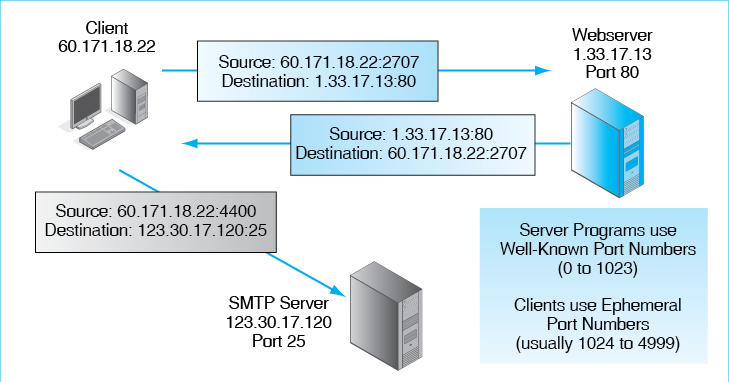 Client
60.171.18.22
Source: 60.171.18.22:2707
Destination: 1.33.17.13:80
Webserver
1.33.17.13
Port 80
Source: 1.33.17.13:80
Destination: 60.171.18.22:2707
Source: 60.171.18.22:4400
Destination: 123.30.17.120:25
SMTP Server
123.30.17.120
Port 25
Server Programs use
Well-Known Port Numbers
(0 to 1023)
Clients use Ephemeral
Port Numbers
(usually 1024 to 4999)